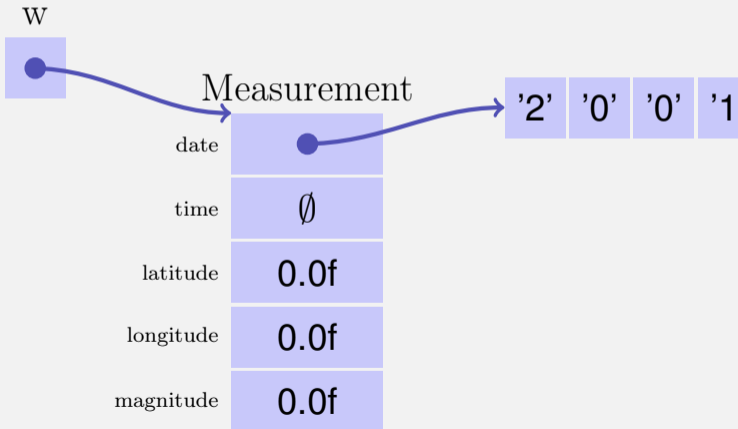 w
Measurement
date '2' '0' '0' '1
time ∅
latitude 0.0f
longitude 0.0f
magnitude 0.0f